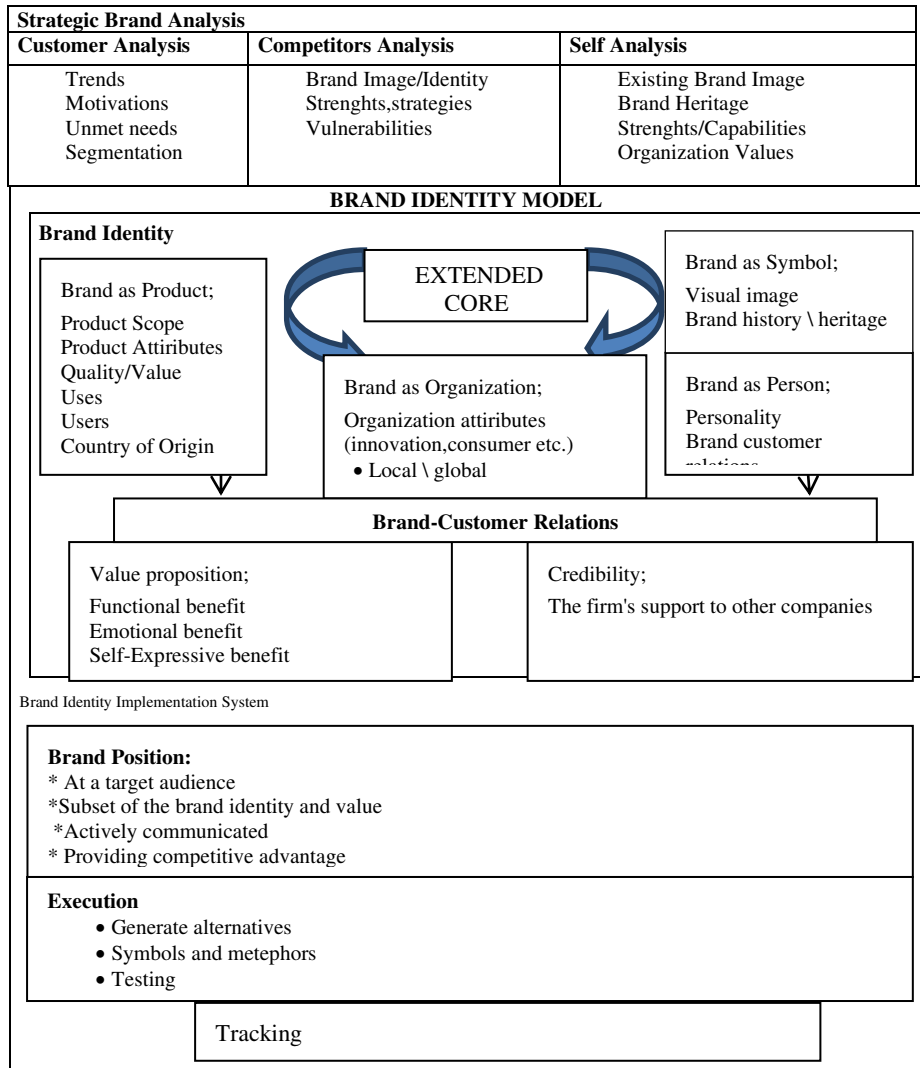 Strategic Brand Analysis
Customer Analysis
Trends
Motivations
Unmet needs
Segmentation
Competitors Analysis
Brand Image/Identity
Strenghts,strategies
Vulnerabilities
Self Analysis
Existing Brand Image
Brand Heritage
Strenghts/Capabilities
Organization Values
BRAND IDENTITY MODEL
Brand Identity
Brand as Product;
Product Scope
Product Attiributes
Quality/Value
Uses
Users
Country of Origin
EXTENDED
CORE
Brand as Organization;
Organization attiributes
(innovation,consumer etc.)
• Local \ global
Brand as Symbol;
Visual image
Brand history \ heritage
Brand as Person;
Personality
Brand customer
Brand-Customer Relations
Value proposition;
Functional benefit
Emotional benefit
Self-Expressive benefit
Credibility;
The firm's support to other companies
Brand Identity Implementation System
Brand Position:
* At a target audience
*Subset of the brand identity and value
*Actively communicated
* Providing competitive advantage
Execution
• Generate alternatives
• Symbols and metephors
• Testing
Tracking